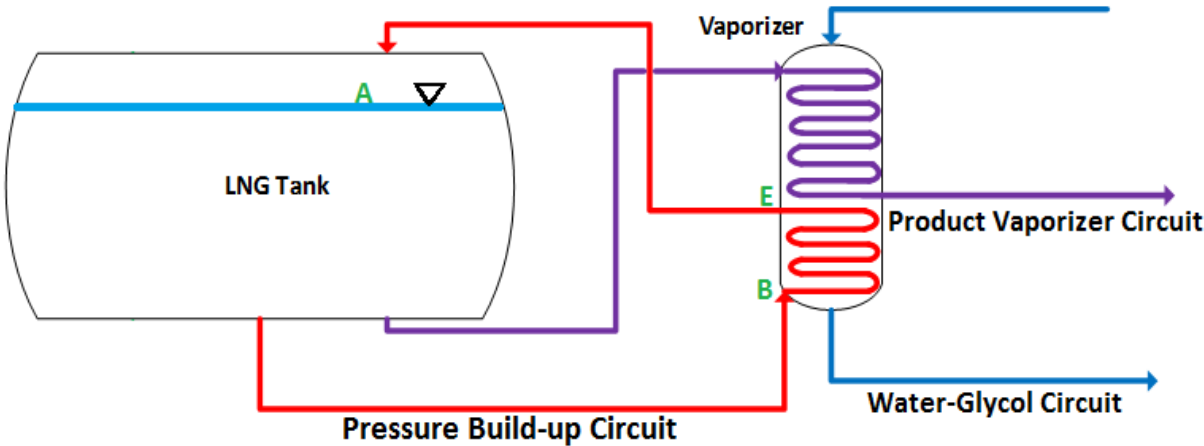 Vaporizer
A
LNG Tank
E
Product Vaporizer Circuit
B
Water-Glycol Circuit
Pressure Build-up Circuit